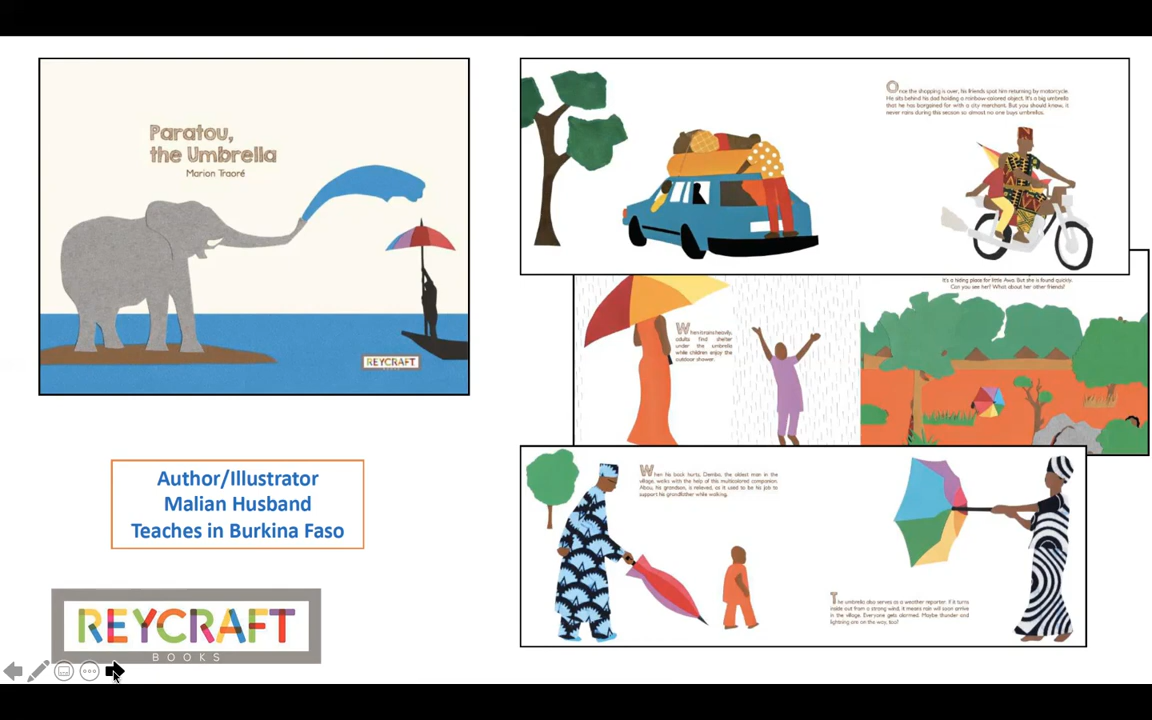 Paratou,
the Umbrella
Marion Traoré
REYCRAFT
BOOKS
Author/Illustrator
Malian Husband
Teaches in Burkina Faso
REYCRAFT
BOOKS
Once the shopping is over, his friends spot him returning by motorcycle.
He sits behind his dad holding a rainbow-colored object. It's a big umbrella
that he has bargained for with a city merchant. But you should know, it
never rains during this season so almost no one buys umbrellas.
When it rains heavily,
adults find shelter
under the umbrella
while children enjoy the
outdoor shower.
It's a hiding place for little Awa. But she is found quickly.
Can you see her? What about her other friends?
When his back hurts, Demba, the oldest man in the
village, walks with the help of this multicolored companion.
his grandson, is relieved, as it used to be his job to
support his grandfather while walking.
The umbrella also serves as a weather reporter. If it turns
inside out from a strong wind, it means rain will soon arrive
in the village. Everyone gets alarmed. Maybe thunder and
lightning are on the way, too?